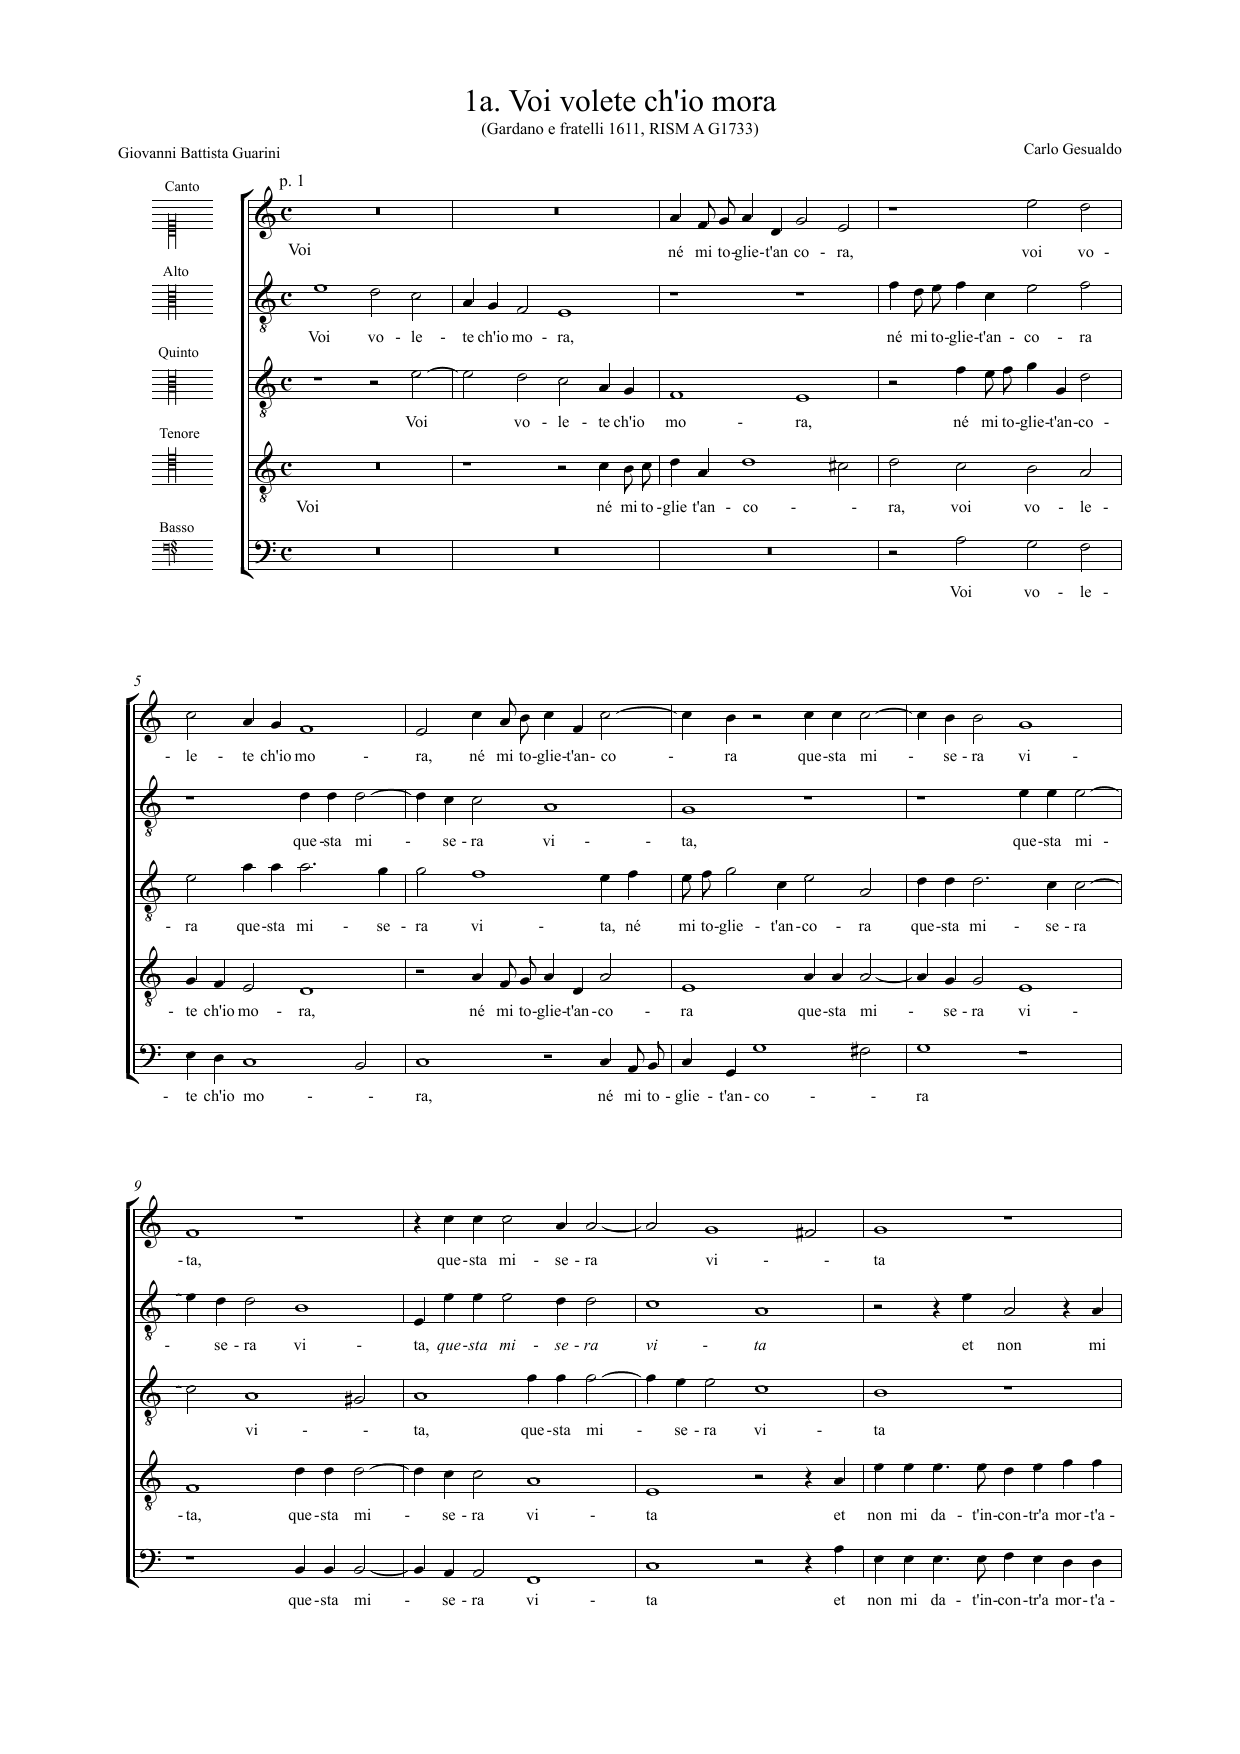 1a. Voi volete ch'io mora
(Gardano e fratelli 1611, RISM A G1733)
Giovanni Battista Guarini
Carlo Gesualdo
p. 1
Canto
Voi né mi to-glie-t'an co - ra, voi vo -
Alto
Voi vo - le - te ch'io mo - ra, né mi to-glie-t'an - co - ra
Quinto
Voi vo - le - te ch'io mo - ra, né mi to-glie-t'an-co -
Tenore
Voi né mi to -glie t'an - co - - ra, voi vo - le -
Basso
Voi vo - le -
5
- le - te ch'io mo - ra, né mi to-glie-t'an- co - ra que-sta mi - se - ra vi -
que-sta mi - se - ra vi - - ta, que-sta mi -
- ra que-sta mi - se - ra vi - ta, né mi to-glie - t'an-co - ra que-sta mi - se - ra
- te ch'io mo - ra, né mi to-glie-t'an-co - ra que-sta mi - se - ra vi -
- te ch'io mo - - ra, né mi to - glie - t'an- co - - ra
9
- ta, que-sta mi - se - ra vi - - ta
- se - ra vi - ta, que-sta mi - se - ra vi - ta et non mi
vi - - ta, que-sta mi - se - ra vi - ta
- ta, que-sta mi - se - ra vi - ta et non mi da - t'in-con-tr'a mor-t'a -
que-sta mi - se - ra vi - ta et non mi da - t'in-con-tr'a mor-t'a -